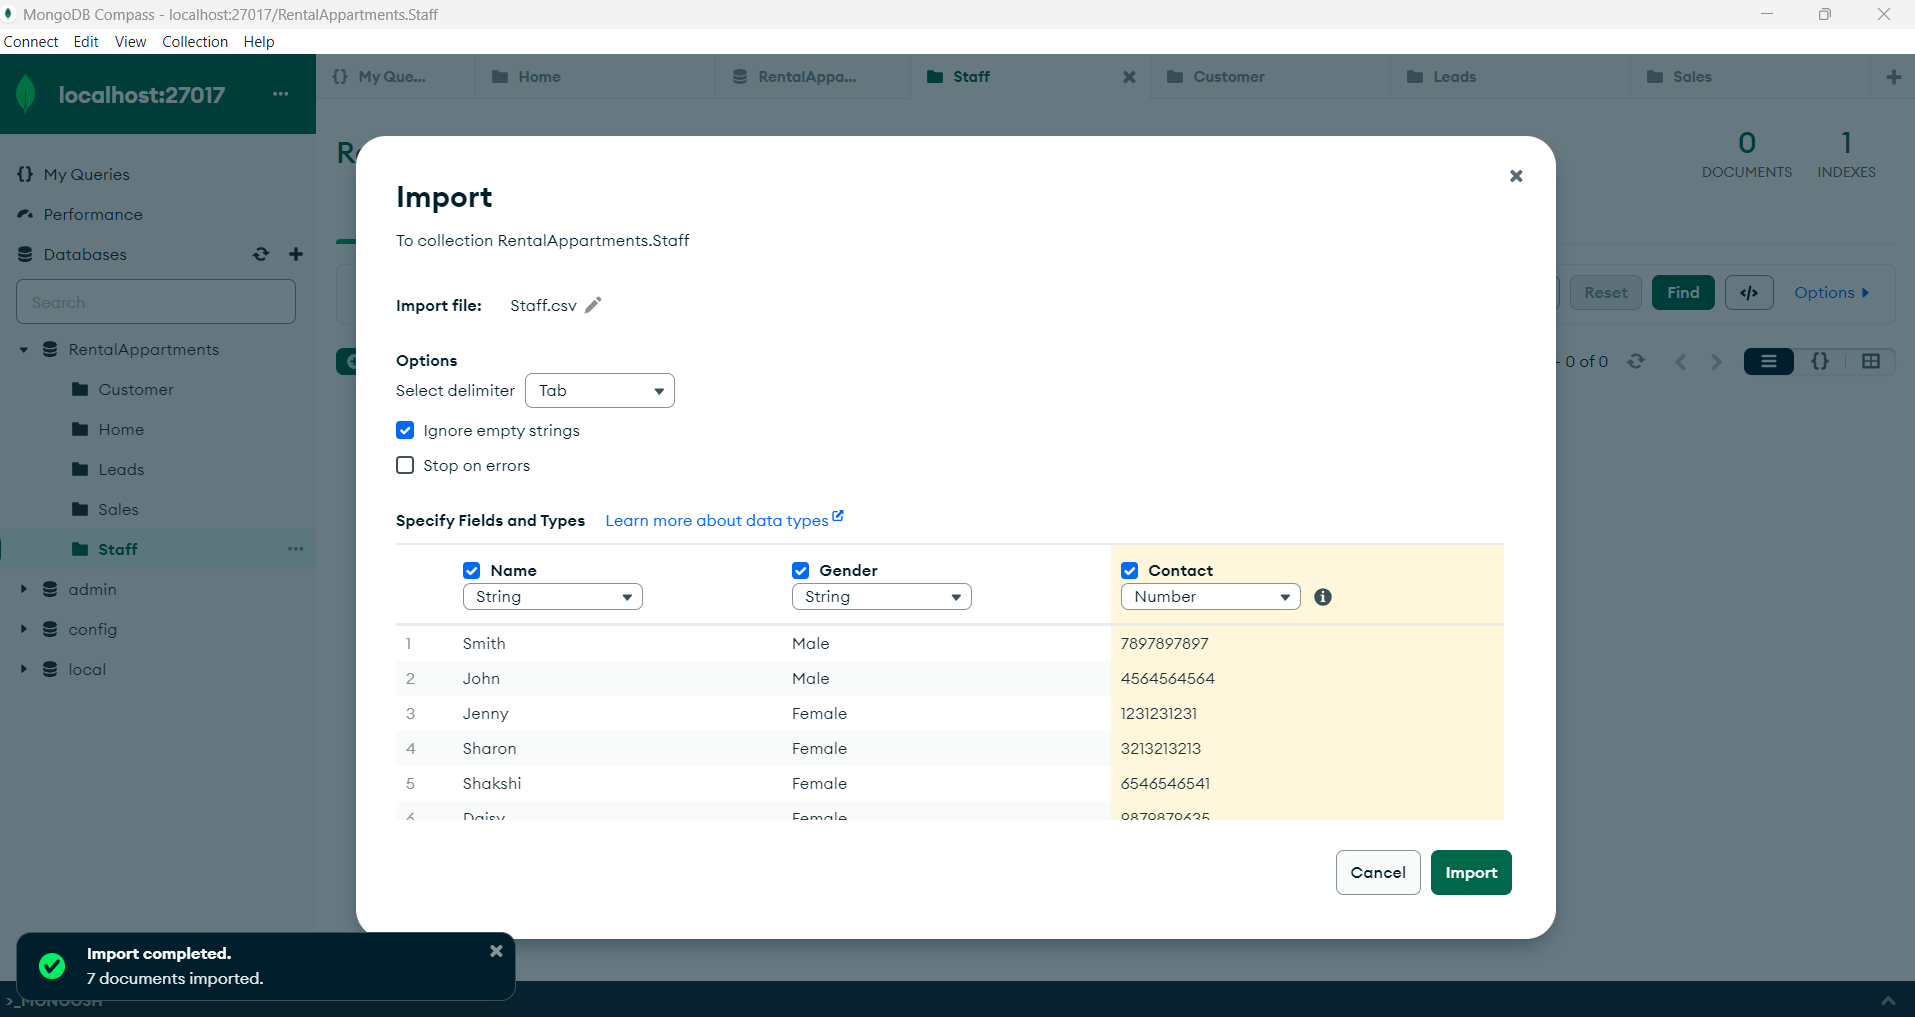 MongoDB Compass - localhost:27017/RentalAppartments.Staff
Connect Edit View Collection Help
localhost:27017 ...
{} My Que... Home RentalAppa... Staff Customer Leads Sales
My Queries
Performance
Databases
Search
RentalAppartments
Customer
Home
Leads
Sales
Staff ...
admin
config
local
0 DOCUMENTS
1 INDEXES
Reset Find </> Options
- 0 of 0 {}
Import
To collection RentalAppartments.Staff
Import file: Staff.csv
Options
Select delimiter Tab
Ignore empty strings
Stop on errors
Specify Fields and Types Learn more about data types
Name Gender Contact
String String Number
1 Smith Male 7897897897
2 John Male 4564564564
3 Jenny Female 1231231231
4 Sharon Female 3213213213
5 Shakshi Female 6546546541
6 Daisy Female 9879879635
Cancel Import
Import completed.
7 documents imported.
>_MONGOSH